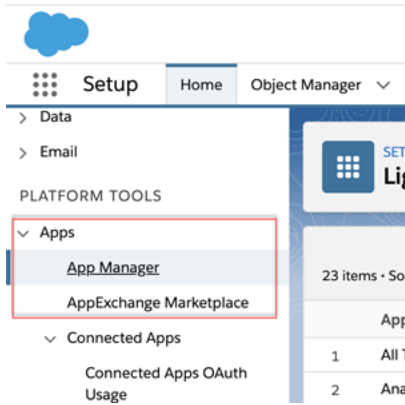 Setup Home Object Manager
Data
Email
PLATFORM TOOLS
Apps
App Manager
AppExchange Marketplace
Connected Apps
Connected Apps OAuth
Usage
SET
Lig
23 items • So
App
1 All T
2 Ana